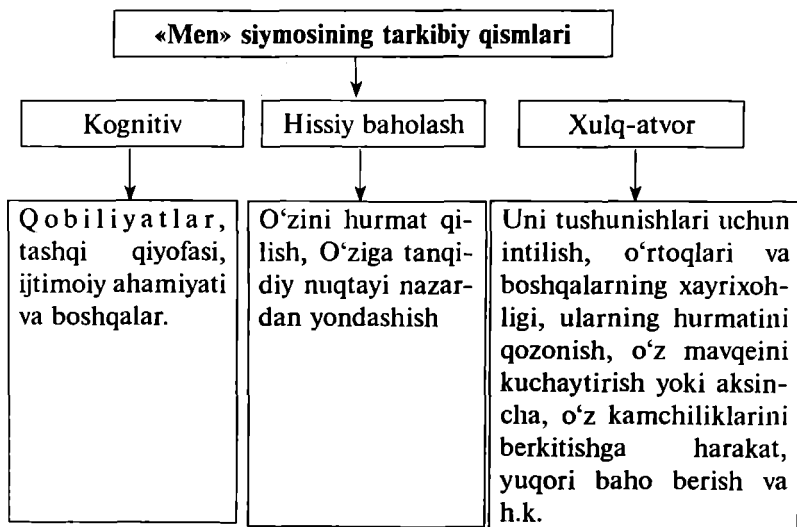 «Men» siymosining tarkibiy qismlari
Kognitiv
Hissiy baholash
Xulq-atvor
Qobiliyatlar,
tashqi qiyofasi,
ijtimoiy ahamiyati
va boshqalar.
O‘zini hurmat qi-
lish, O‘ziga tanqi-
diy nuqtayi nazar-
dan yondashish
Uni tushunishlari uchun
intilish, o‘rtoqlari va
boshqalarning xayrixoh-
ligi, ularning hurmatini
qozonish, o‘z mavqeini
kuchaytirish yoki aksin-
cha, o‘z kamchiliklarini
berkitishga harakat,
yuqori baho berish va
h.k.